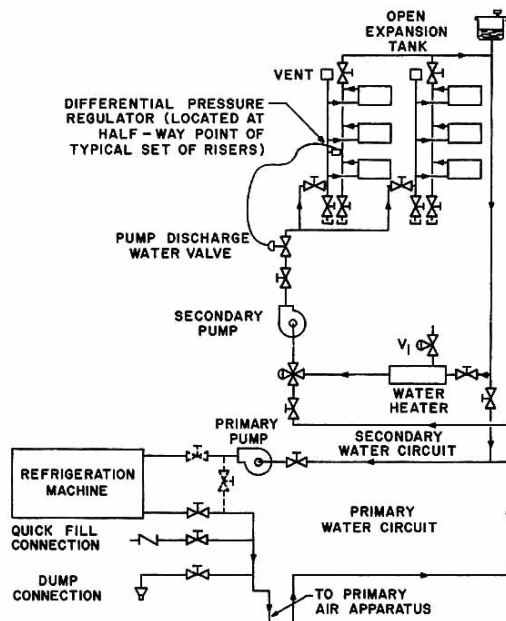 OPEN
EXPANSION
TANK
VENT
DIFFERENTIAL PRESSURE
REGULATOR (LOCATED AT
HALF-WAY POINT OF
TYPICAL SET OF RISERS)
PUMP DISCHARGE
WATER VALVE
SECONDARY
PUMP
V1
WATER
HEATER
PRIMARY
PUMP
SECONDARY
WATER CIRCUIT
REFRIGERATION
MACHINE
QUICK FILL
CONNECTION
PRIMARY
WATER CIRCUIT
DUMP
CONNECTION
TO PRIMARY
AIR APPARATUS